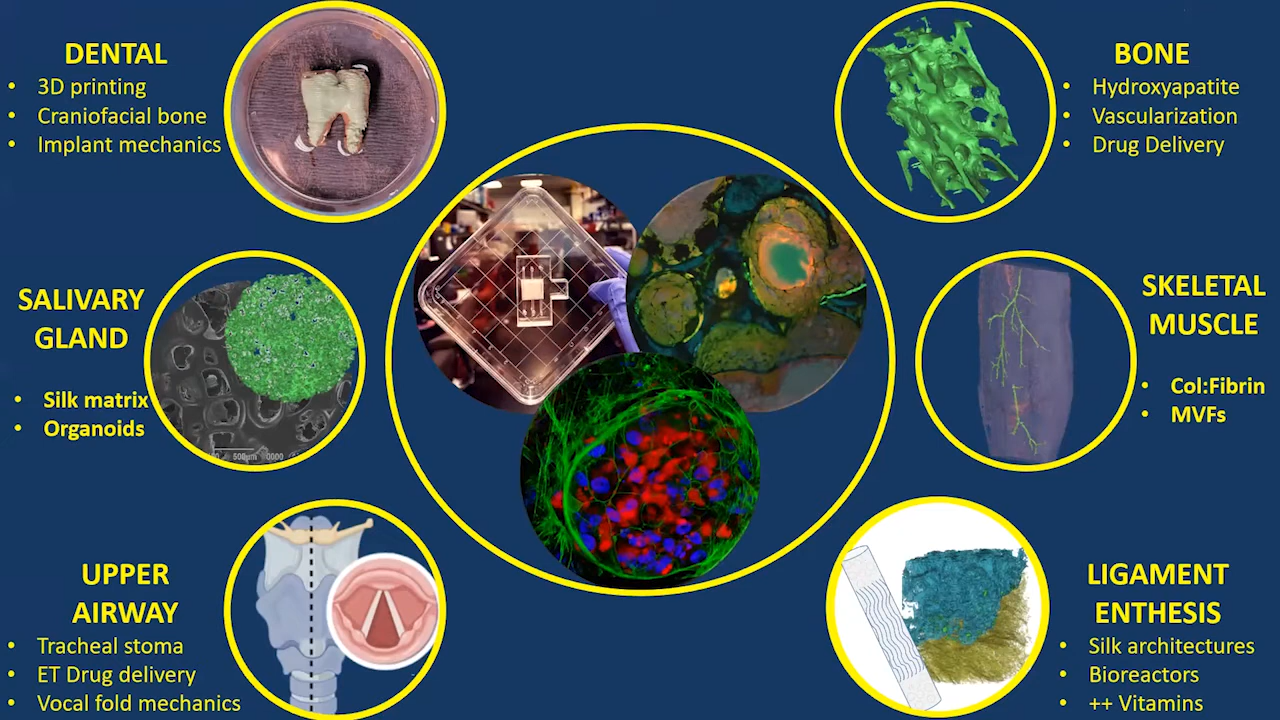 DENTAL
• 3D printing
• Craniofacial bone
• Implant mechanics
BONE
• Hydroxyapatite
• Vascularization
• Drug Delivery
SALIVARY
GLAND
• Silk matrix
• Organoids
500µm
SKELETAL
MUSCLE
• Col:Fibrin
• MVFs
UPPER
AIRWAY
• Tracheal stoma
• ET Drug delivery
• Vocal fold mechanics
LIGAMENT
ENTHESIS
• Silk architectures
• Bioreactors
• ++ Vitamins